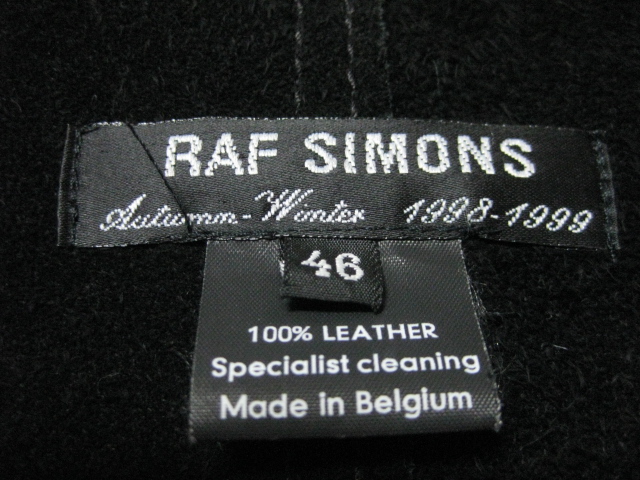 RAF SIMONS
Autumn-Winter 1998-1999
46
100% LEATHER
Specialist cleaning
Made in Belgium